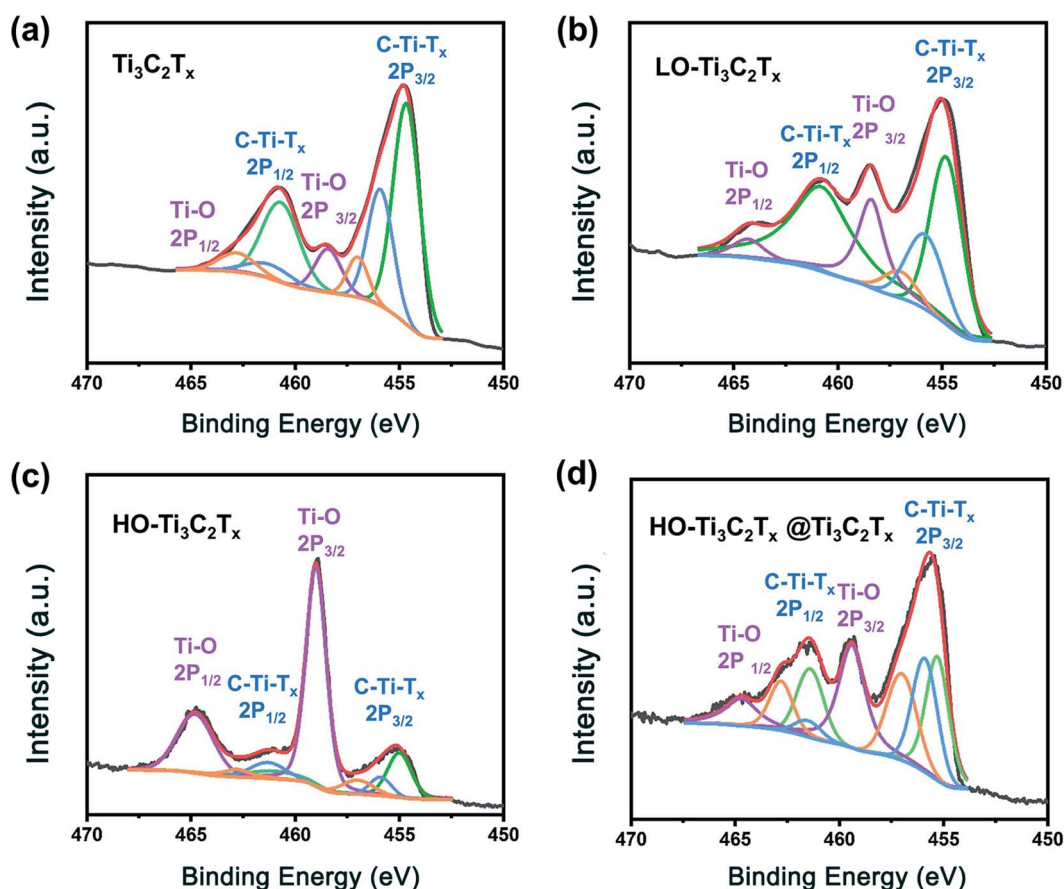 (a)
Ti₃C₂Tₓ
C-Ti-Tₓ
2P₃/₂
C-Ti-Tₓ
2P₁/₂
Ti-O
2P ₃/₂
Ti-O
2P₁/₂
Intensity (a.u.)
470 465 460 455 450
Binding Energy (eV)
(b)
LO-Ti₃C₂Tₓ
C-Ti-Tₓ
2P₃/₂
Ti-O
2P ₃/₂
C-Ti-Tₓ
2P₁/₂
Ti-O
2P₁/₂
Intensity (a.u.)
470 465 460 455 450
Binding Energy (eV)
(c)
HO-Ti₃C₂Tₓ
Ti-O
2P₃/₂
Ti-O
2P₁/₂
C-Ti-Tₓ
2P₁/₂
C-Ti-Tₓ
2P₃/₂
Intensity (a.u.)
470 465 460 455 450
Binding Energy (eV)
(d)
HO-Ti₃C₂Tₓ @Ti₃C₂Tₓ
C-Ti-Tₓ
2P₃/₂
C-Ti-Tₓ
2P₁/₂
Ti-O
2P₃/₂
Ti-O
2P ₁/₂
Intensity (a.u.)
470 465 460 455 450
Binding Energy (eV)